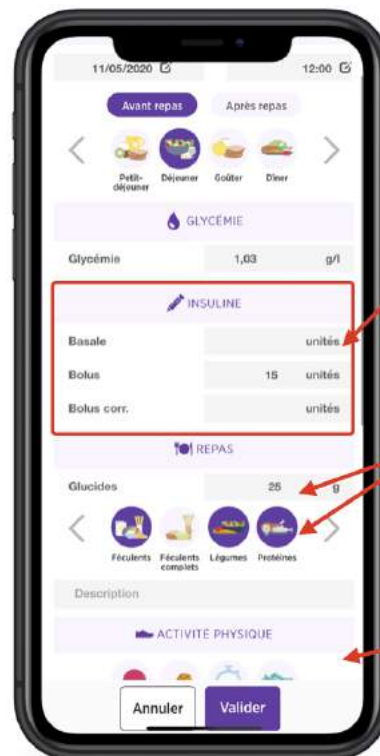 11/05/2020 12:00
Avant repas Après repas
Petit-déjeuner Déjeuner Goûter Dîner
GLYCÉMIE
Glycémie 1,03 g/l
INSULINE
Basale unités
Bolus 15 unités
Bolus corr. unités
REPAS
Glucides 25 g
Féculents Féculents complets Légumes Protéines
Description
ACTIVITÉ PHYSIQUE
Annuler Valider